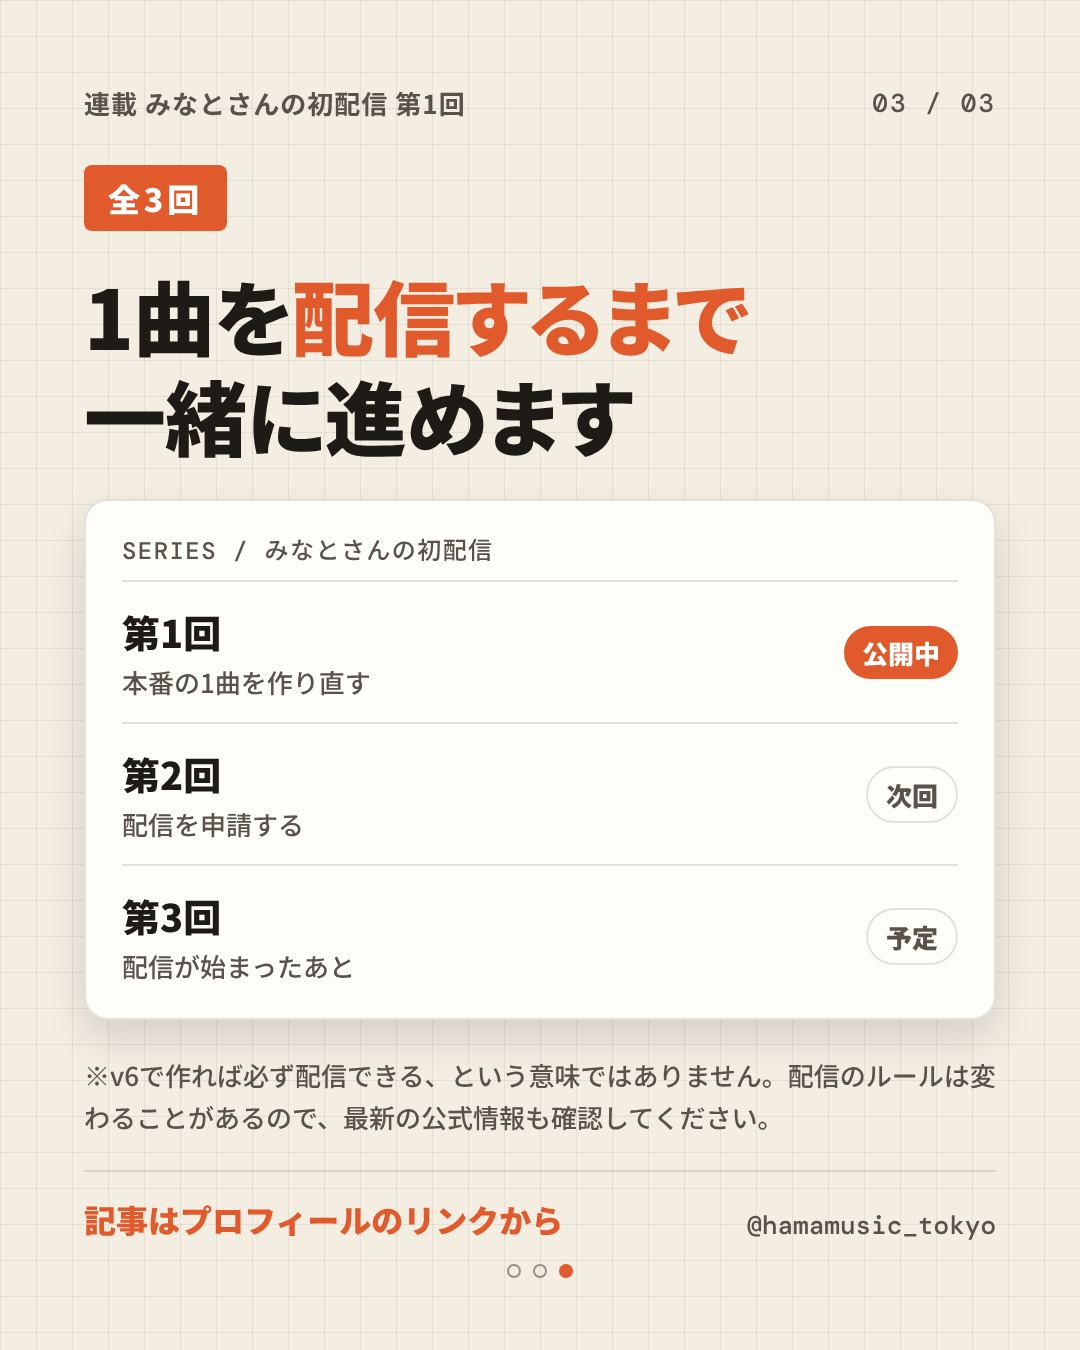 連載 みなとさんの初配信 第1回
03 / 03
全3回
1曲を配信するまで
一緒に進めます
SERIES / みなとさんの初配信
第1回
本番の1曲を作り直す
公開中
第2回
配信を申請する
次回
第3回
配信が始まったあと
予定
※v6で作れば必ず配信できる、という意味ではありません。配信のルールは変
わることがあるので、最新の公式情報も確認してください。
記事はプロフィールのリンクから
@hamamusic_tokyo